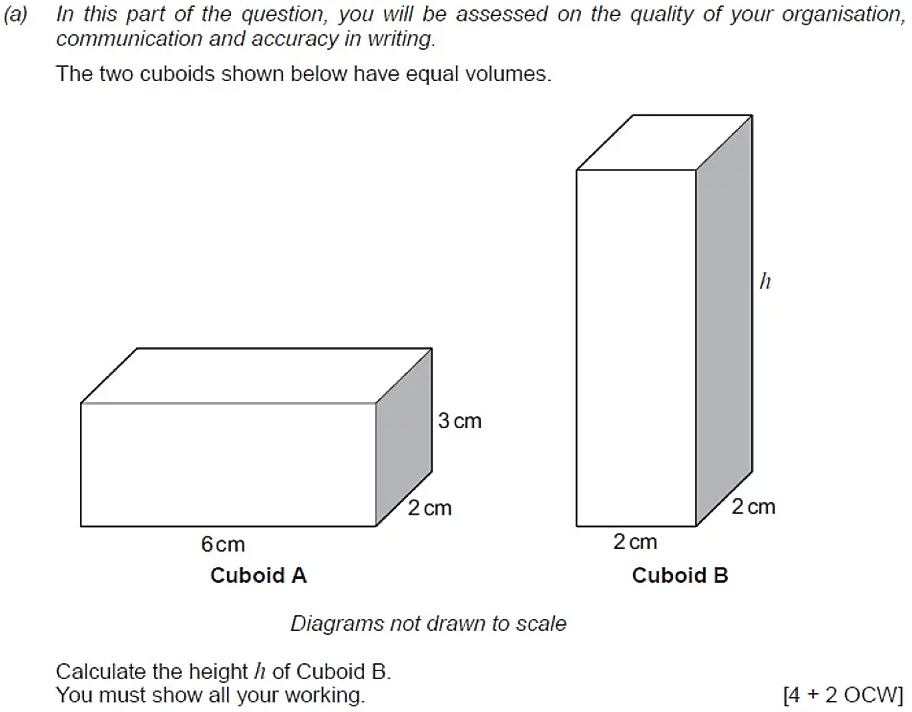 (a) In this part of the question, you will be assessed on the quality of your organisation,
communication and accuracy in writing.
The two cuboids shown below have equal volumes.
h
3 cm
2 cm
2 cm
6 cm
2 cm
Cuboid A
Cuboid B
Diagrams not drawn to scale
Calculate the height h of Cuboid B.
You must show all your working.
[4 + 2 OCW]